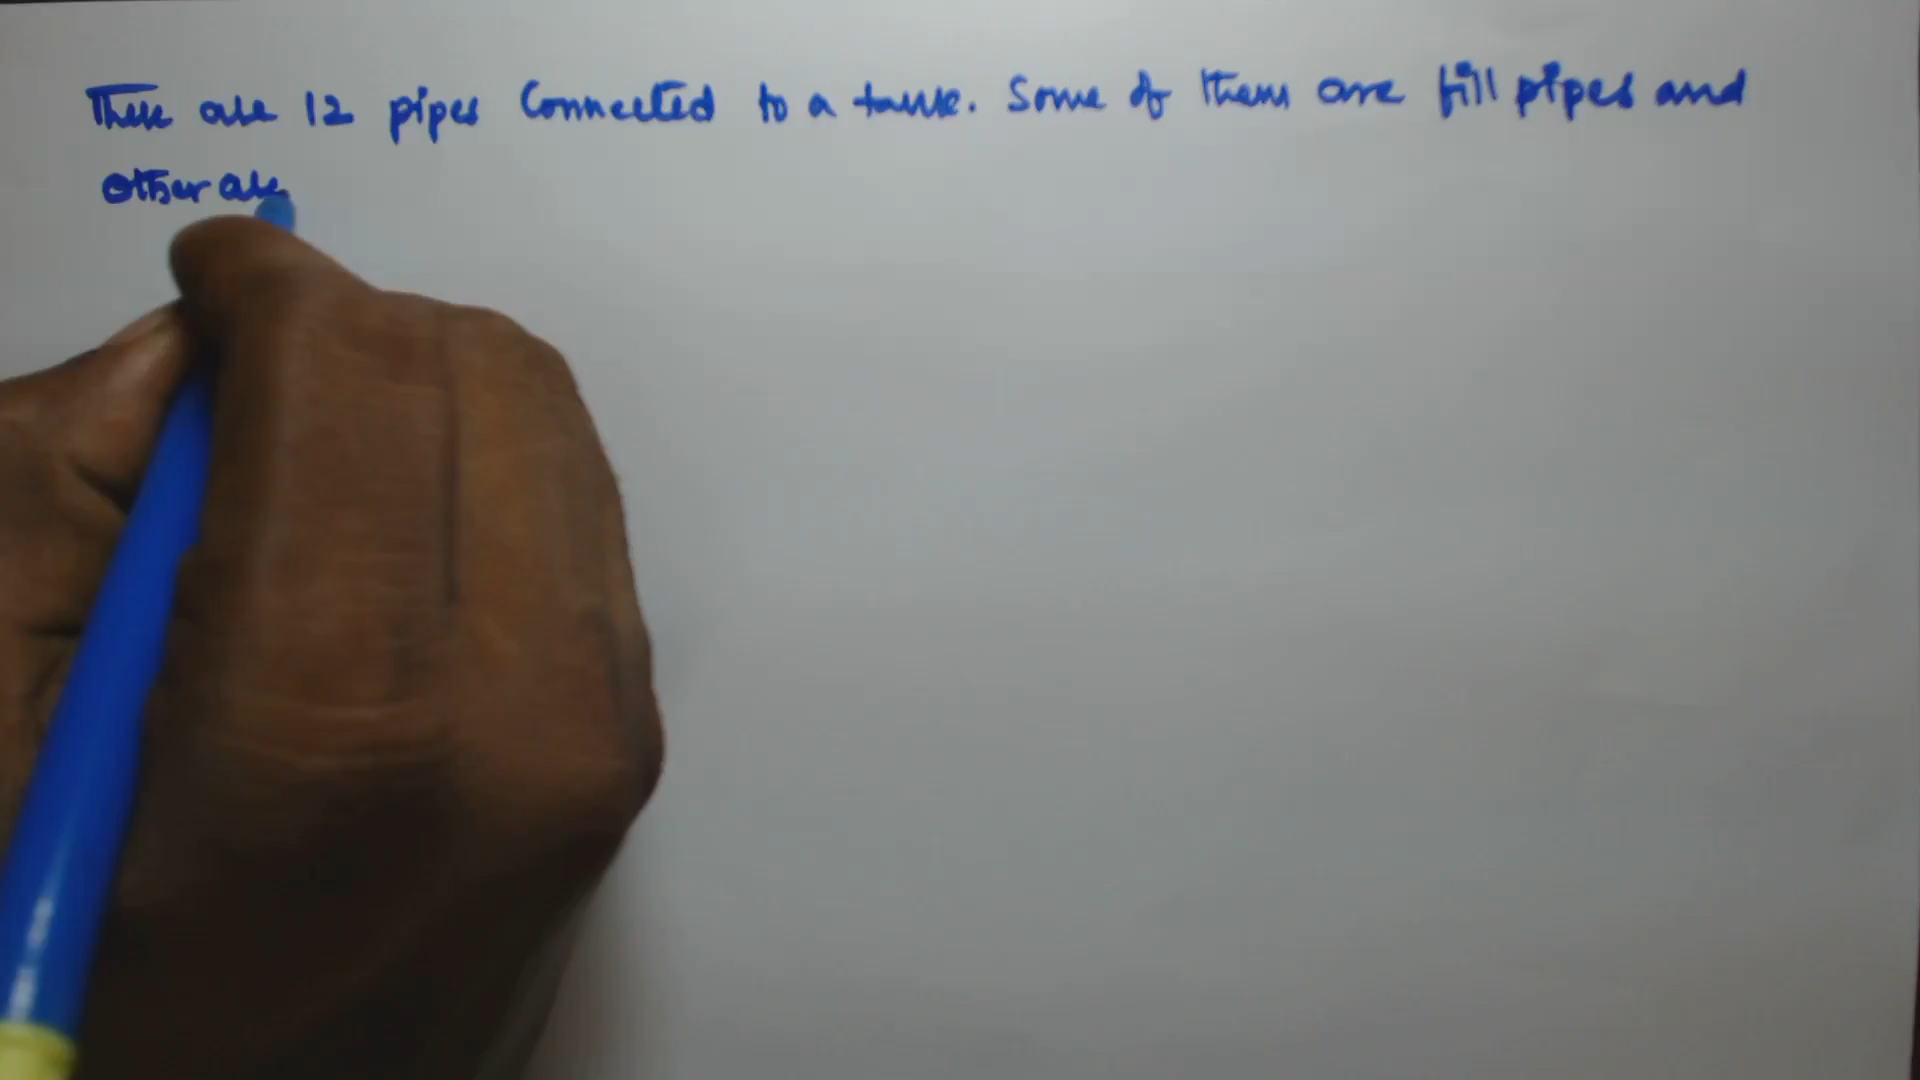 There are 12 pipes Connected to a tank. Some of them are fill pipes and
other are